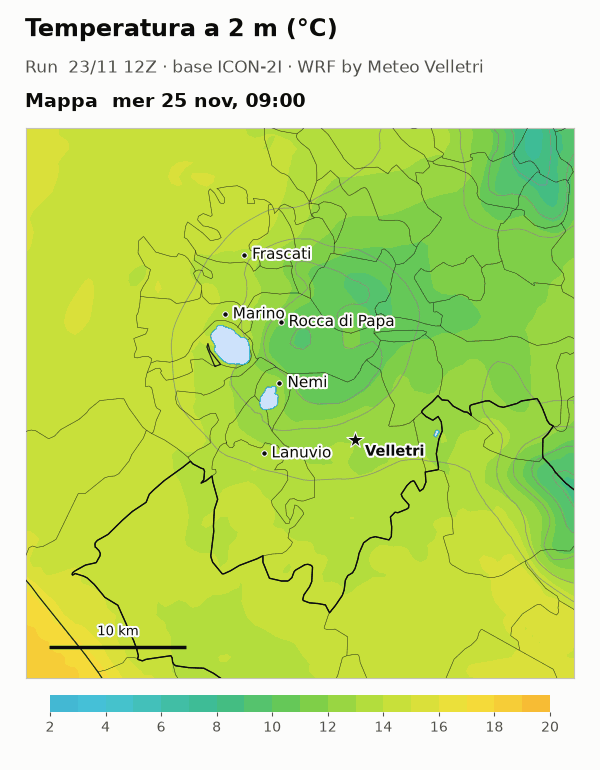 Temperatura a 2 m (°C)
Run 23/11 12Z · base ICON-2I · WRF by Meteo Velletri
Mappa mer 25 nov, 09:00
Frascati
Marino
Rocca di Papa
Nemi
Velletri
Lanuvio
10 km
2 4 6 8 10 12 14 16 18 20